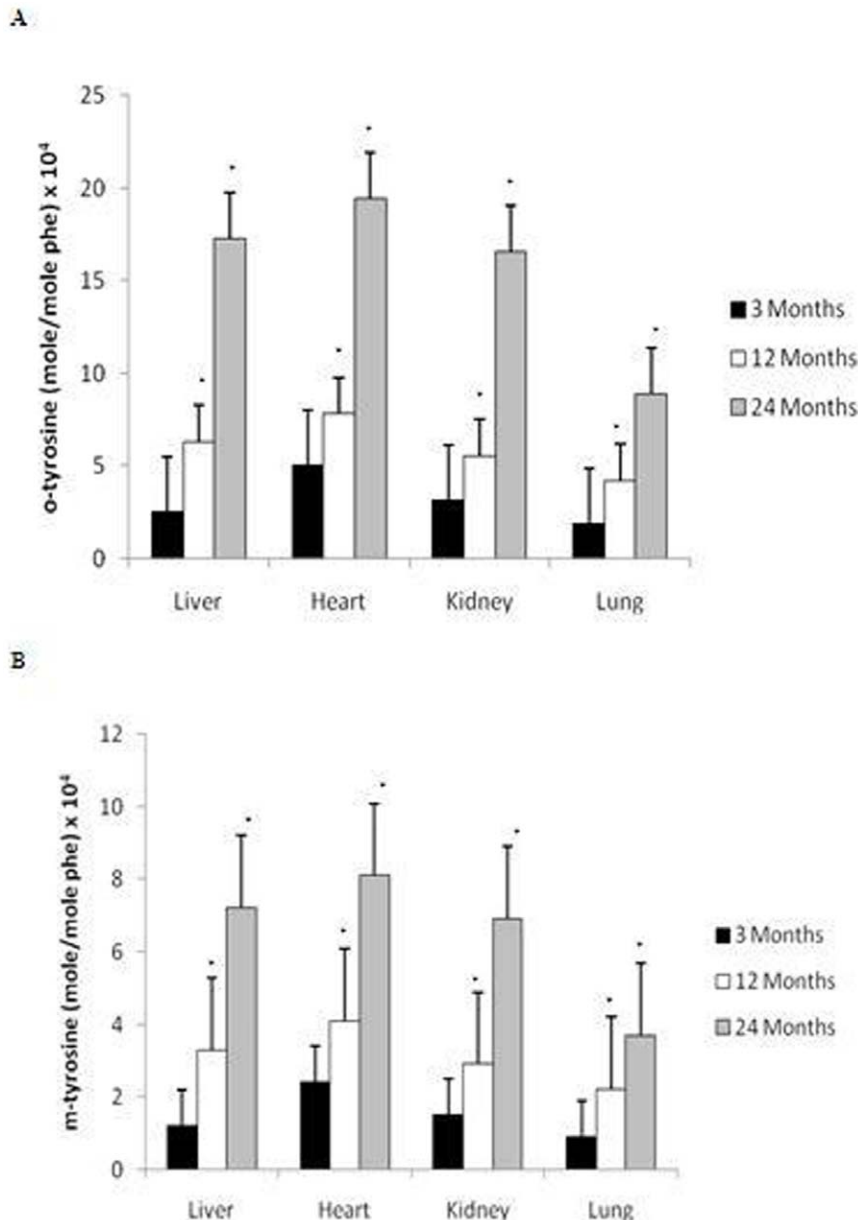 A
25
20
15
10
5
0
o-tyrosine (mole/mole phe) x 10⁴
Liver Heart Kidney Lung
3 Months
12 Months
24 Months
B
12
10
8
6
4
2
0
m-tyrosine (mole/mole phe) x 10⁴
Liver Heart Kidney Lung
3 Months
12 Months
24 Months